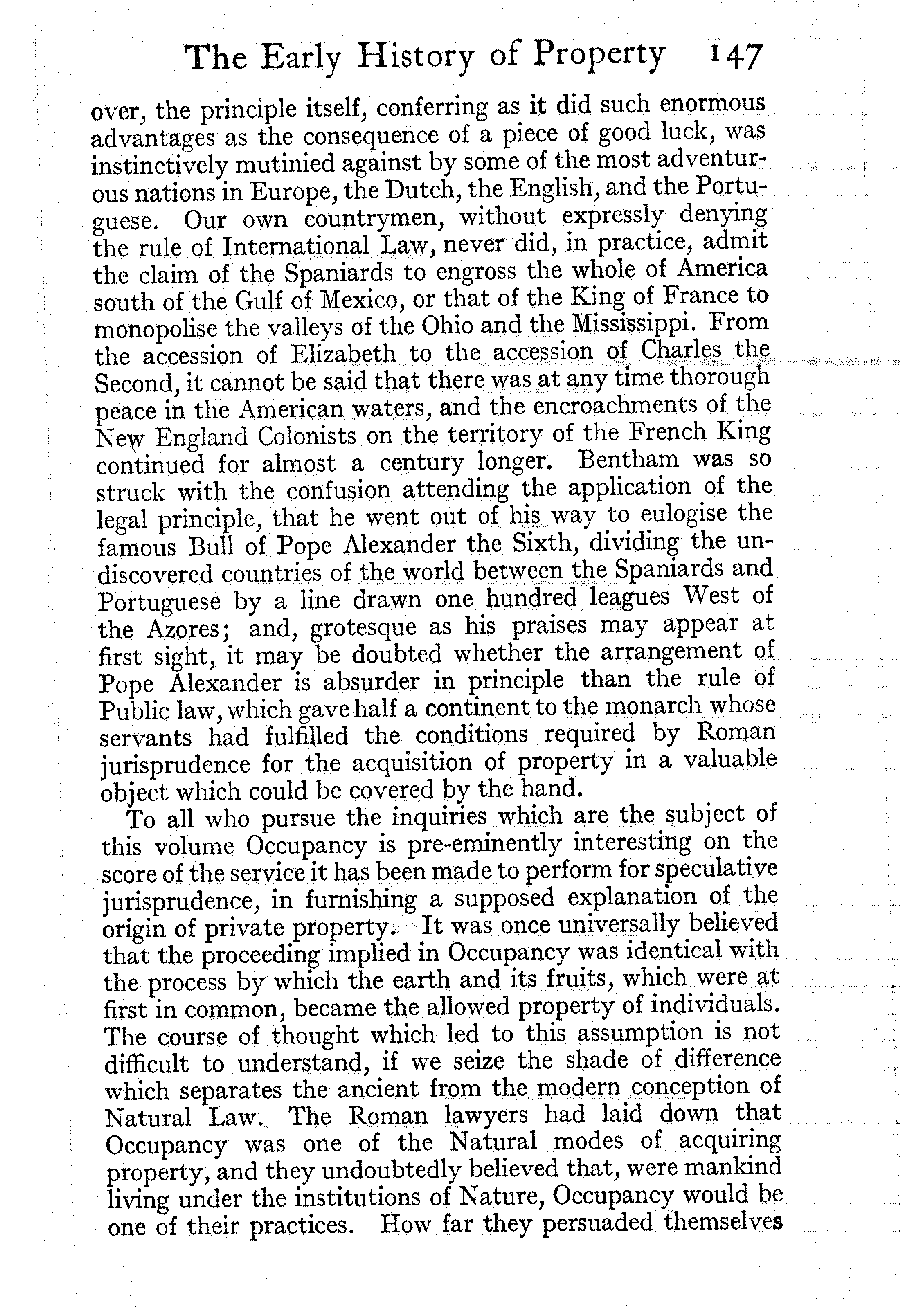 The Early History of Property 147
over, the principle itself, conferring as it did such enormous
advantages as the consequence of a piece of good luck, was
instinctively mutinied against by some of the most adventur-
ous nations in Europe, the Dutch, the English, and the Portu-
guese. Our own countrymen, without expressly denying
the rule of International Law, never did, in practice, admit
the claim of the Spaniards to engross the whole of America
south of the Gulf of Mexico, or that of the King of France to
monopolise the valleys of the Ohio and the Mississippi. From
the accession of Elizabeth to the accession of Charles the
Second, it cannot be said that there was at any time thorough
peace in the American waters, and the encroachments of the
New England Colonists on the territory of the French King
continued for almost a century longer. Bentham was so
struck with the confusion attending the application of the
legal principle, that he went out of his way to eulogise the
famous Bull of Pope Alexander the Sixth, dividing the un-
discovered countries of the world between the Spaniards and
Portuguese by a line drawn one hundred leagues West of
the Azores; and, grotesque as his praises may appear at
first sight, it may be doubted whether the arrangement of
Pope Alexander is absurder in principle than the rule of
Public law, which gave half a continent to the monarch whose
servants had fulfilled the conditions required by Roman
jurisprudence for the acquisition of property in a valuable
object which could be covered by the hand.
To all who pursue the inquiries which are the subject of
this volume Occupancy is pre-eminently interesting on the
score of the service it has been made to perform for speculative
jurisprudence, in furnishing a supposed explanation of the
origin of private property. It was once universally believed
that the proceeding implied in Occupancy was identical with
the process by which the earth and its fruits, which were at
first in common, became the allowed property of individuals.
The course of thought which led to this assumption is not
difficult to understand, if we seize the shade of difference
which separates the ancient from the modern conception of
Natural Law. The Roman lawyers had laid down that
Occupancy was one of the Natural modes of acquiring
property, and they undoubtedly believed that, were mankind
living under the institutions of Nature, Occupancy would be
one of their practices. How far they persuaded themselves